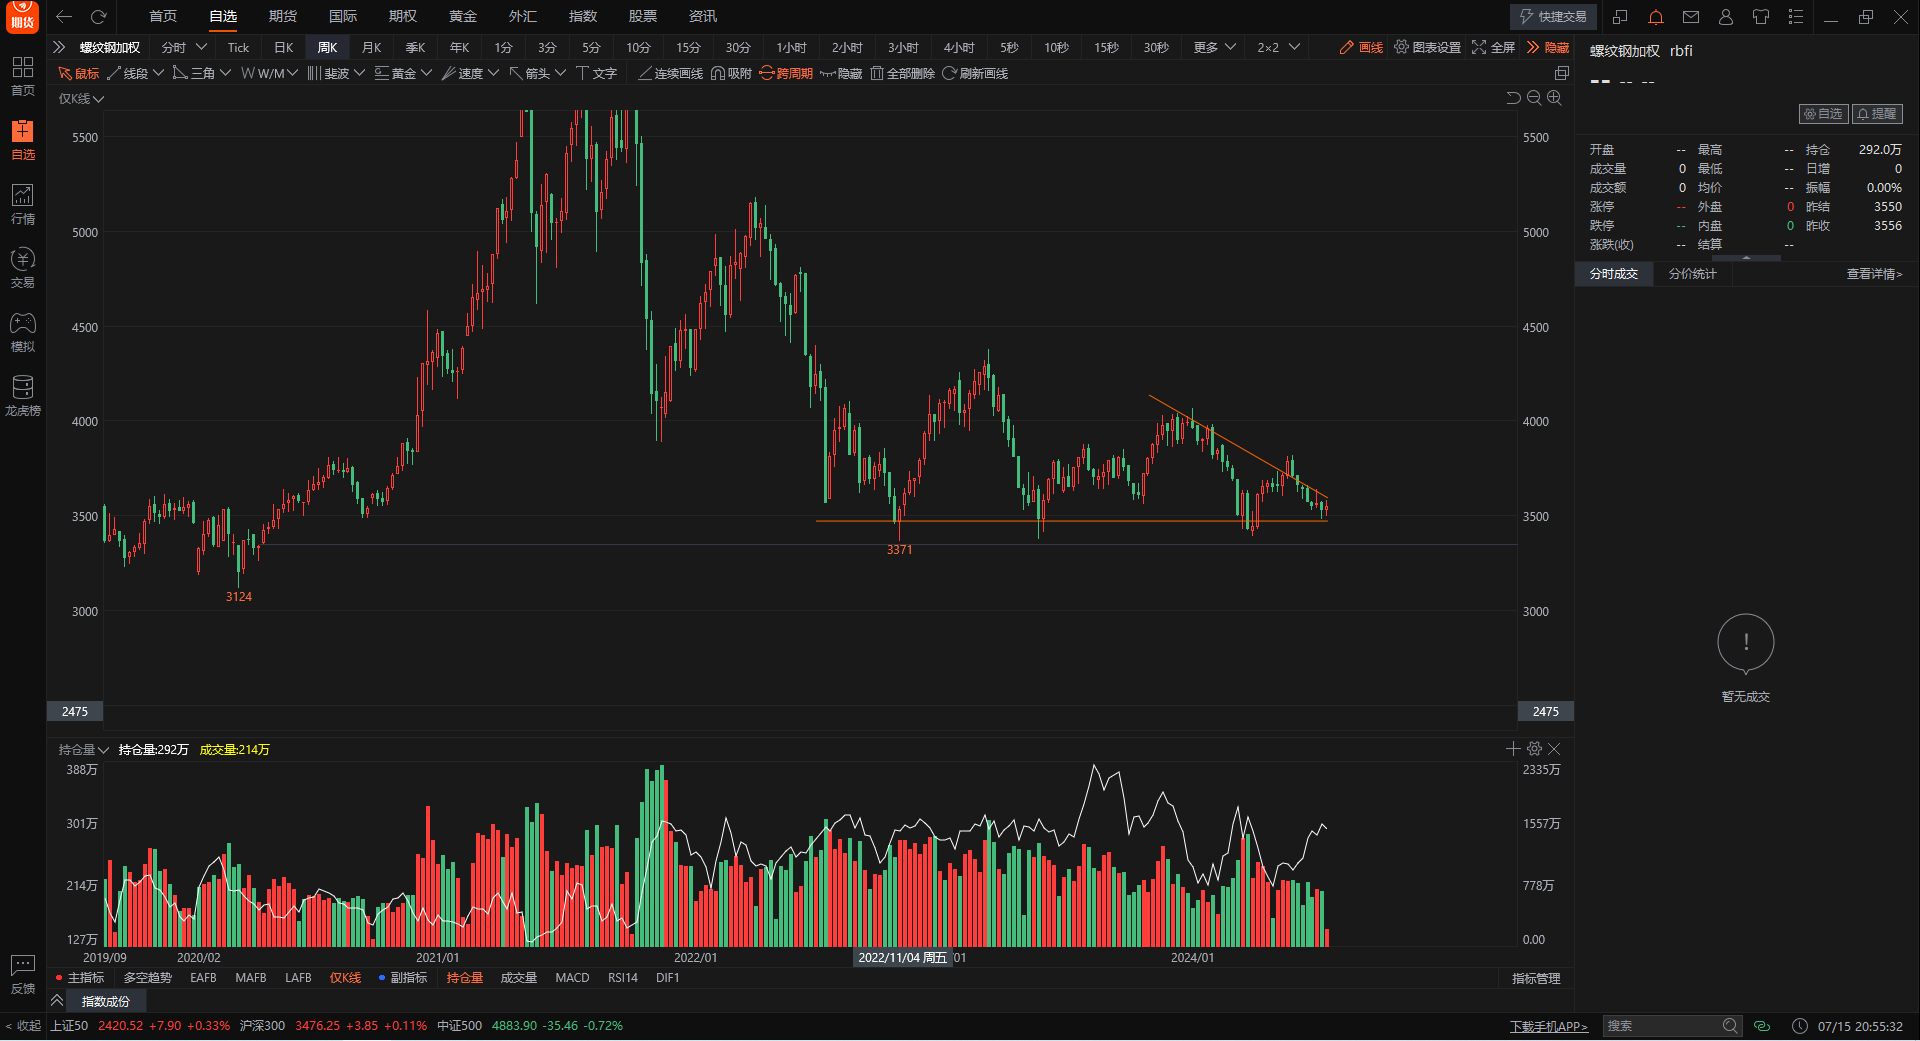 期货
首页 自选 期货 国际 期权 黄金 外汇 指数 股票 资讯
快捷交易
螺纹钢加权 分时 Tick 日K 周K 月K 季K 年K 1分 3分 5分 10分 15分 30分 1小时 2小时 3小时 4小时 5秒 10秒 15秒 30秒 更多 2×2 画线 图表设置 全屏 隐藏
鼠标 线段 三角 W/M 斐波 黄金 速度 箭头 文字 连续画线 吸附 跨周期 隐藏 全部删除 刷新画线
仅K线
首页
自选
行情
交易
模拟
龙虎榜
反馈
< 收起
5500 5500
5000 5000
4500 4500
4000 4000
3500 3500
3371
3124
3000 3000
2475 2475
持仓量 持仓量:292万 成交量:214万
388万 2335万
301万 1557万
214万 778万
127万 0.00
2019/09 2020/02 2021/01 2022/01 2022/11/04 周五 /01 2024/01
主指标 多空趋势 EAFB MAFB LAFB 仅K线 副指标 持仓量 成交量 MACD RSI14 DIF1 指标管理
指数成份
螺纹钢加权 rbfi
-- -- --
自选 提醒
开盘 -- 最高 -- 持仓 292.0万
成交量 0 最低 -- 日增 0
成交额 0 均价 -- 振幅 0.00%
涨停 -- 外盘 0 昨结 3550
跌停 -- 内盘 0 昨收 3556
涨跌(收) -- 结算 --
分时成交 分价统计 查看详情>
!
暂无成交
上证50 2420.52 +7.90 +0.33% 沪深300 3476.25 +3.85 +0.11% 中证500 4883.90 -35.46 -0.72% 下载手机APP> 搜索 07/15 20:55:32